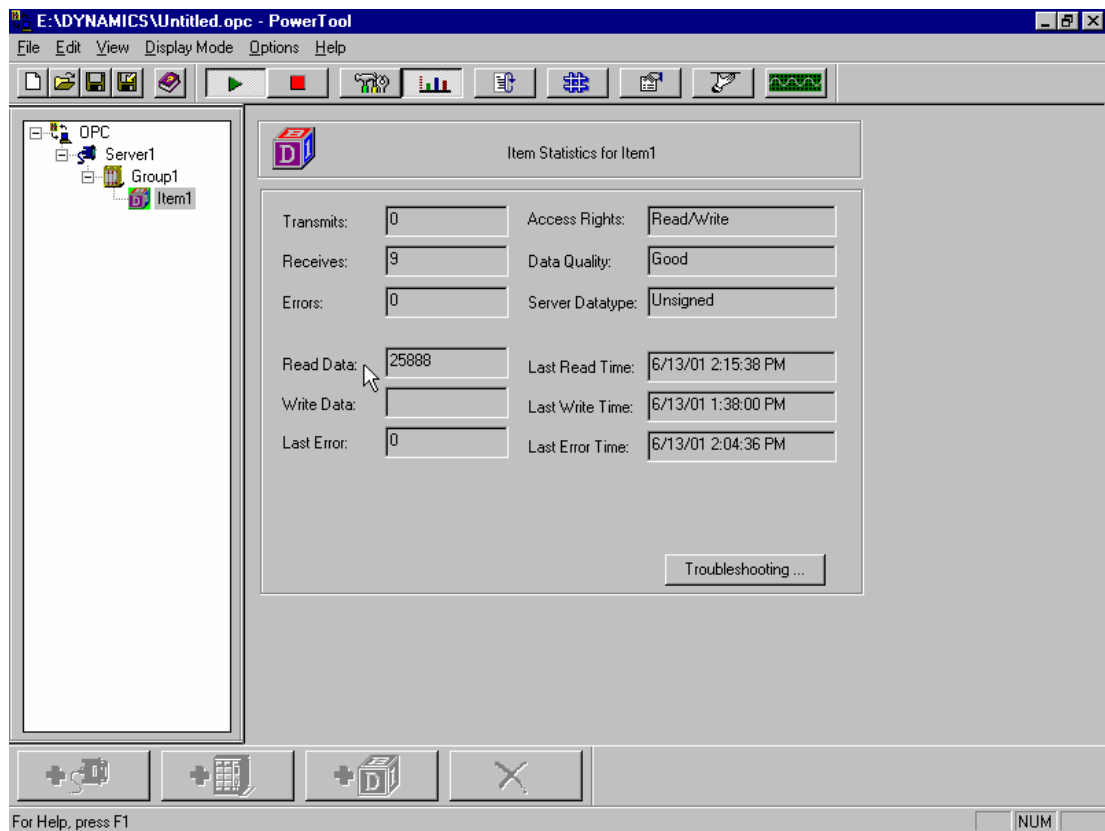 E:\DYNAMICS\Untitled.opc - PowerTool
File Edit View Display Mode Options Help
OPC
Server1
Group1
Item1
Item Statistics for Item1
Transmits: 0 Access Rights: Read/Write
Receives: 9 Data Quality: Good
Errors: 0 Server Datatype: Unsigned
Read Data: 25888 Last Read Time: 6/13/01 2:15:38 PM
Write Data: Last Write Time: 6/13/01 1:38:00 PM
Last Error: 0 Last Error Time: 6/13/01 2:04:36 PM
Troubleshooting ...
For Help, press F1 NUM